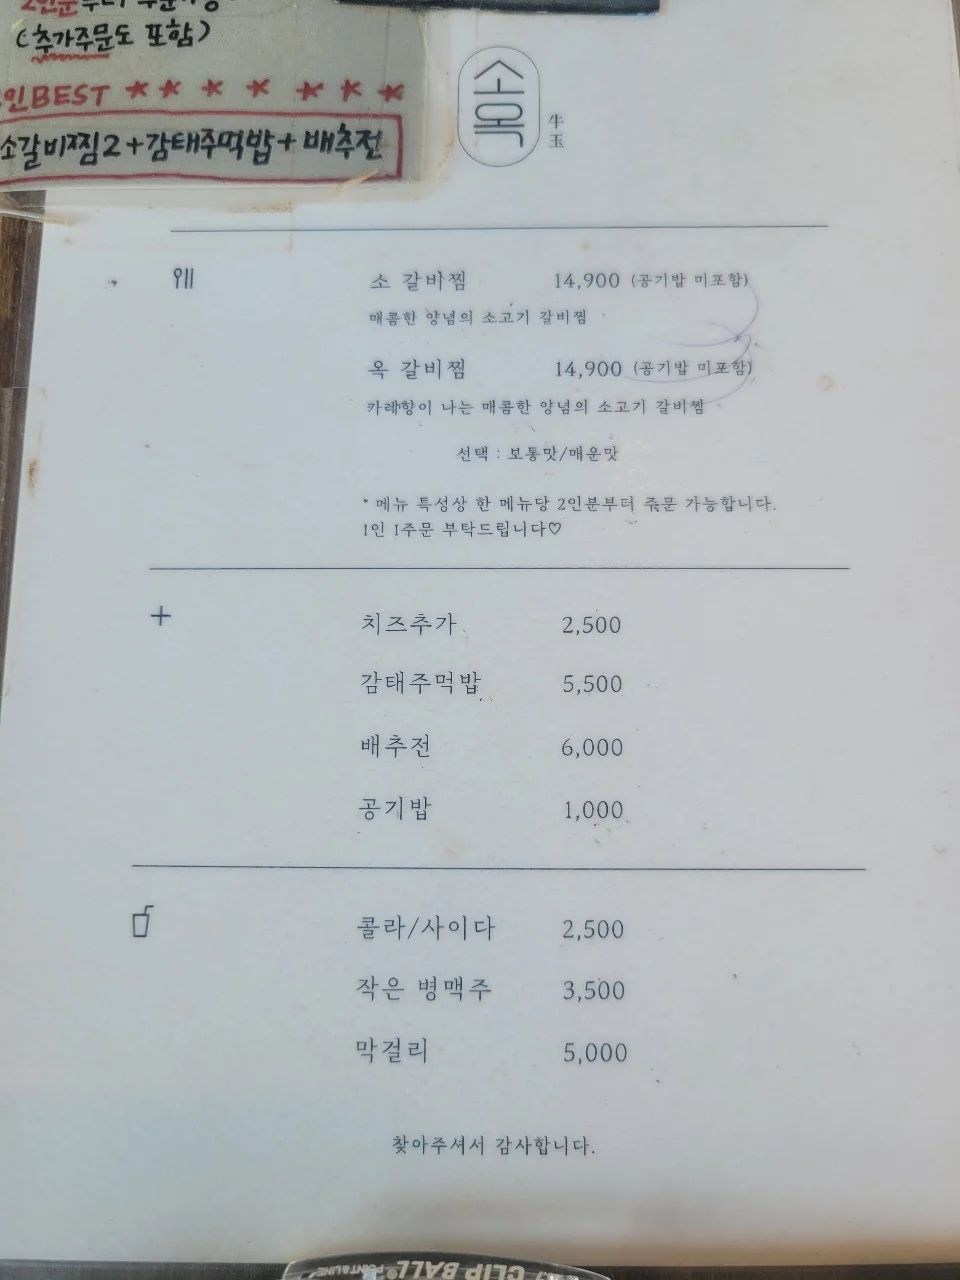 (추가주문도 포함)
인BEST *******
소갈비찜2+감태주먹밥+배추전
소옥
牛玉
소 갈비찜 14,900 (공기밥 미포함)
매콤한 양념의 소고기 갈비찜
옥 갈비찜 14,900 (공기밥 미포함)
카레향이 나는 매콤한 양념의 소고기 갈비찜
선택 : 보통맛/매운맛
* 메뉴 특성상 한 메뉴당 2인분부터 주문 가능합니다.
1인 1주문 부탁드립니다♡
+
치즈추가 2,500
감태주먹밥 5,500
배추전 6,000
공기밥 1,000
콜라/사이다 2,500
작은 병맥주 3,500
막걸리 5,000
찾아주셔서 감사합니다.
CLIP BALL
POINT&LINE